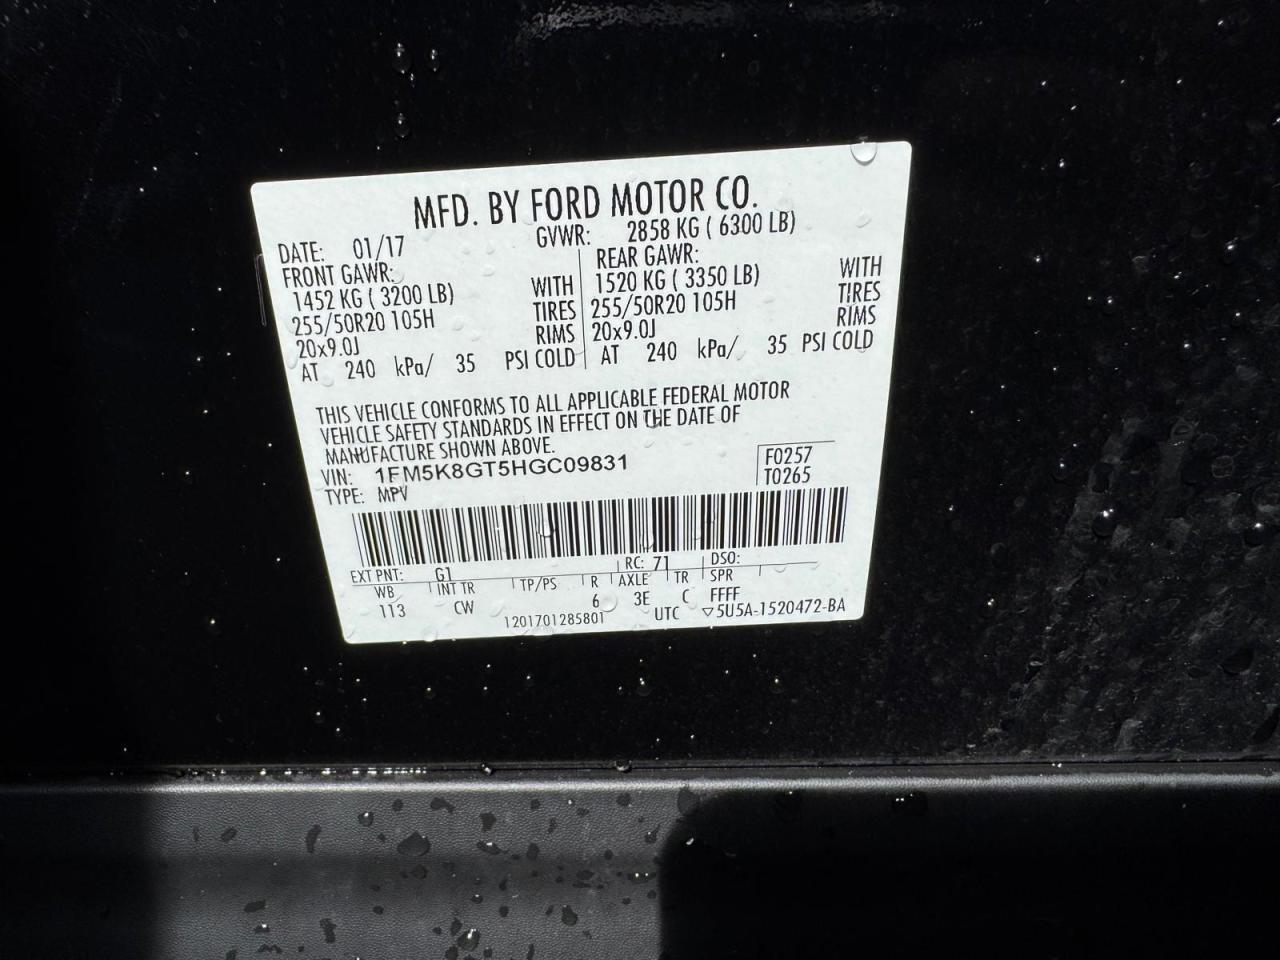 MFD. BY FORD MOTOR CO.
DATE: 01/17 GVWR: 2858 KG ( 6300 LB)
FRONT GAWR: REAR GAWR:
1452 KG ( 3200 LB) WITH 1520 KG ( 3350 LB) WITH
255/50R20 105H TIRES 255/50R20 105H TIRES
20x9.0J RIMS 20x9.0J RIMS
AT 240 kPa/ 35 PSI COLD AT 240 kPa/ 35 PSI COLD
THIS VEHICLE CONFORMS TO ALL APPLICABLE FEDERAL MOTOR
VEHICLE SAFETY STANDARDS IN EFFECT ON THE DATE OF
MANUFACTURE SHOWN ABOVE.
VIN: 1FM5K8GT5HGC09831 F0257
TYPE: MPV T0265
EXT PNT: G1 RC: 71 DSO:
WB INT TR TP/PS R AXLE TR SPR
113 CW 6 3E C FFFF
1201701285801 UTC ▽5U5A-1520472-BA